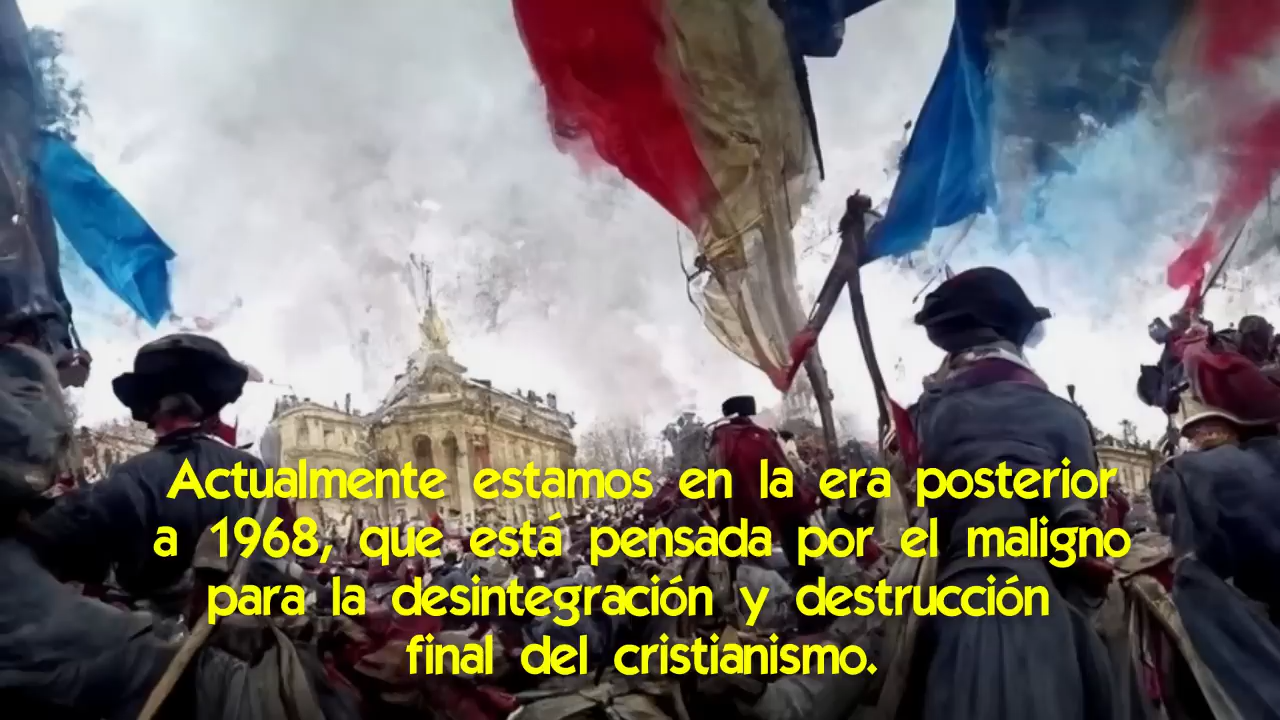 Actualmente estamos en la era posterior
a 1968, que está pensada por el maligno
para la desintegración y destrucción
final del cristianismo.